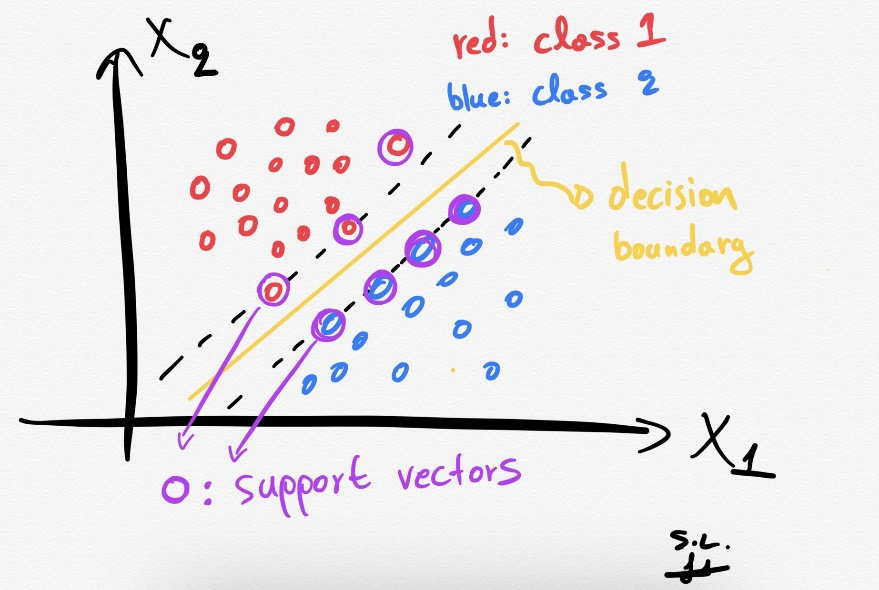 X2
red: class 1
blue: class 2
decision
boundary
X1
O: support vectors
S.L.